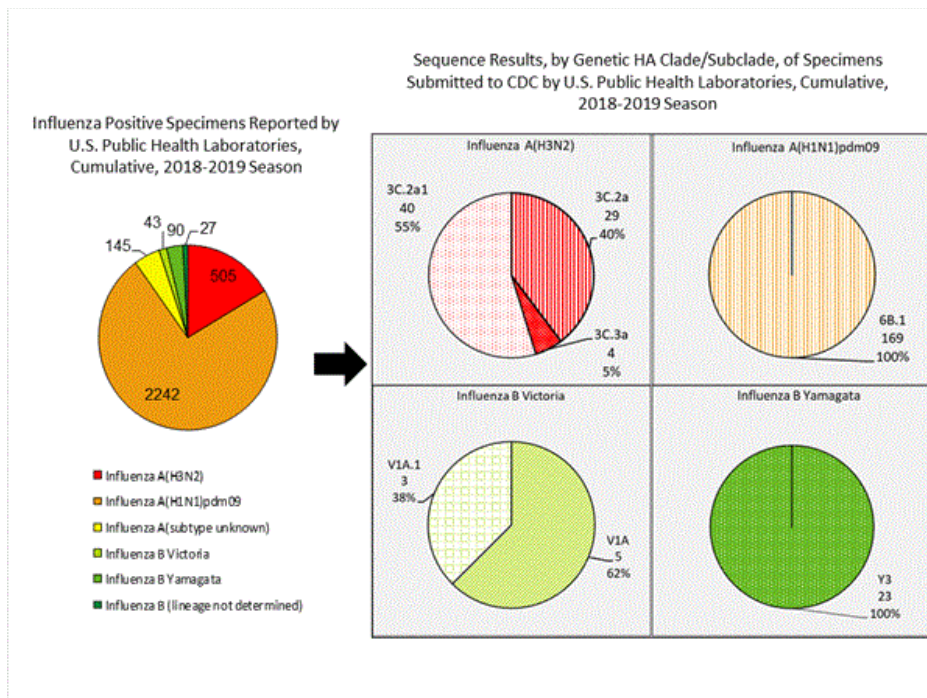 Sequence Results, by Genetic HA Clade/Subclade, of Specimens
Submitted to CDC by U.S. Public Health Laboratories, Cumulative,
2018-2019 Season
Influenza Positive Specimens Reported by
U.S. Public Health Laboratories,
Cumulative, 2018-2019 Season
145
43
90
27
505
2242
Influenza A(H3N2)
Influenza A(H1N1)pdm09
Influenza A(subtype unknown)
Influenza B Victoria
Influenza B Yamagata
Influenza B (lineage not determined)
Influenza A(H3N2)
3C.2a1
40
55%
3C.2a
29
40%
3C.3a
4
5%
Influenza A(H1N1)pdm09
6B.1
169
100%
Influenza B Victoria
V1A.1
3
38%
V1A
5
62%
Influenza B Yamagata
Y3
23
100%